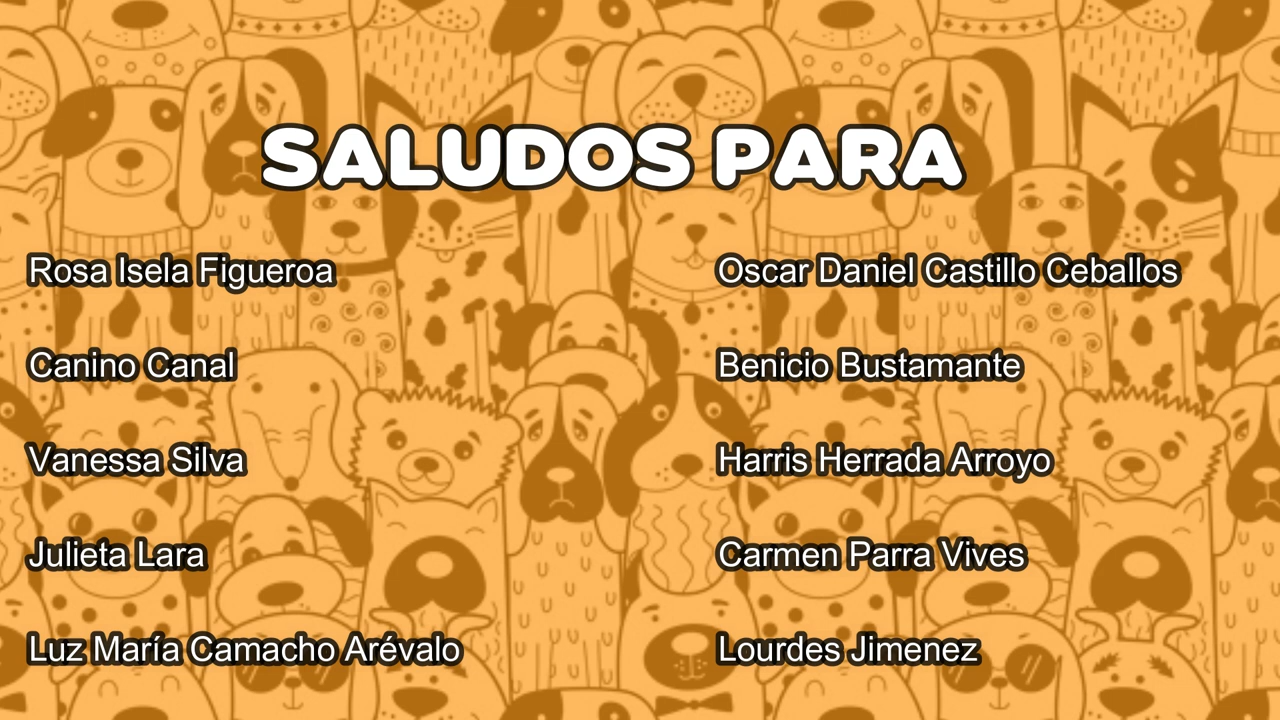 SALUDOS PARA
Rosa Isela Figueroa
Canino Canal
Vanessa Silva
Julieta Lara
Luz María Camacho Arévalo
Oscar Daniel Castillo Ceballos
Benicio Bustamante
Harris Herrada Arroyo
Carmen Parra Vives
Lourdes Jimenez